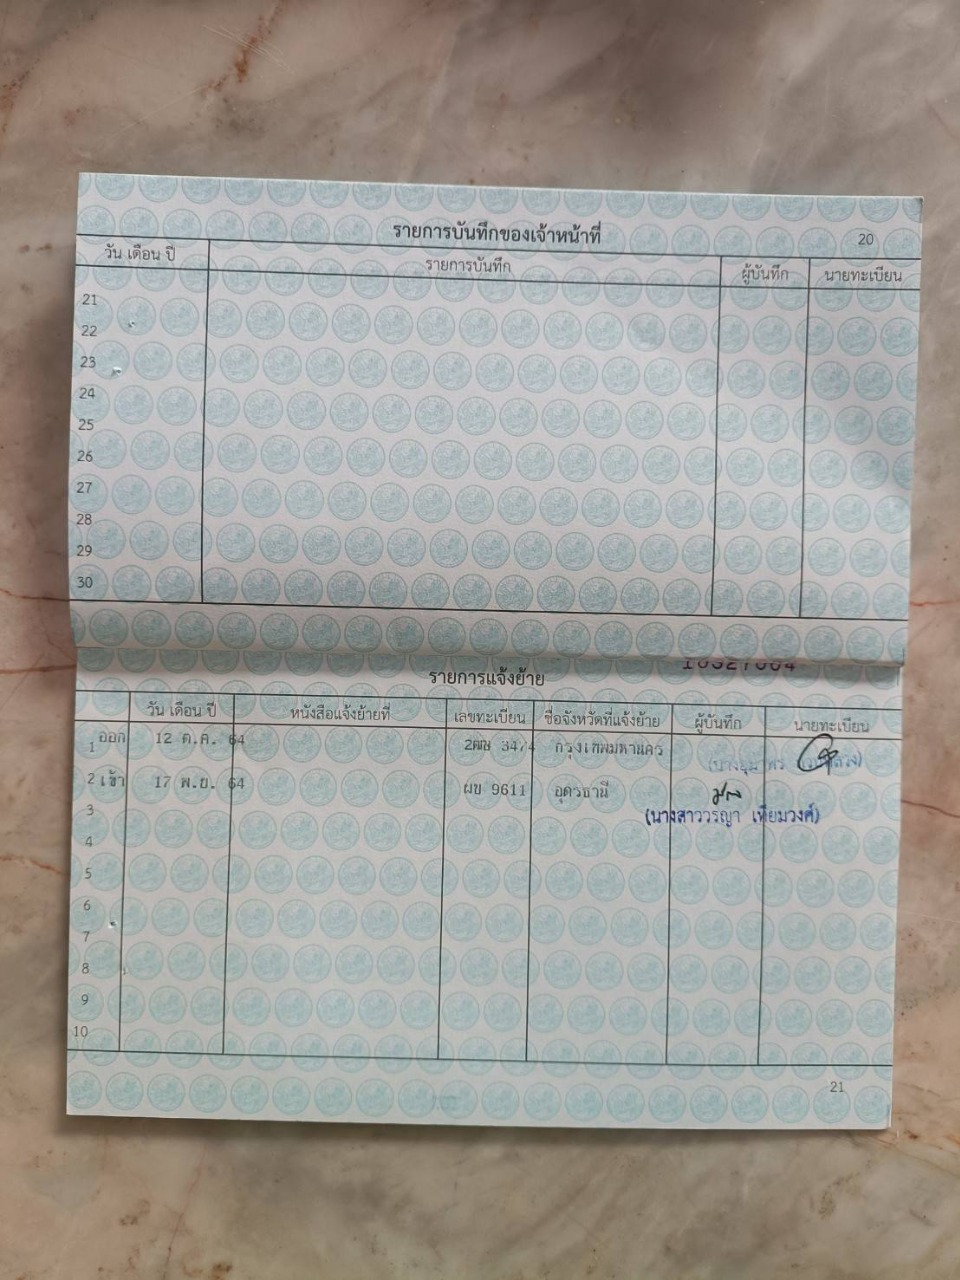 รายการบันทึกของเจ้าหน้าที่ 20
วัน เดือน ปี รายการบันทึก ผู้บันทึก นายทะเบียน
21
22
23
24
25
26
27
28
29
30
รายการแจ้งย้าย
วัน เดือน ปี หนังสือแจ้งย้ายที่ เลขทะเบียน ชื่อจังหวัดที่แจ้งย้าย ผู้บันทึก นายทะเบียน
1 ออก 12 ต.ค. 64 3474 กรุงเทพมหานคร
2 เข้า 17 พ.ย. 64 ผข 9611 อุดรธานี
(นางสาววรญา เทียมวงศ์)
3
4
5
6
7
8
9
10
21